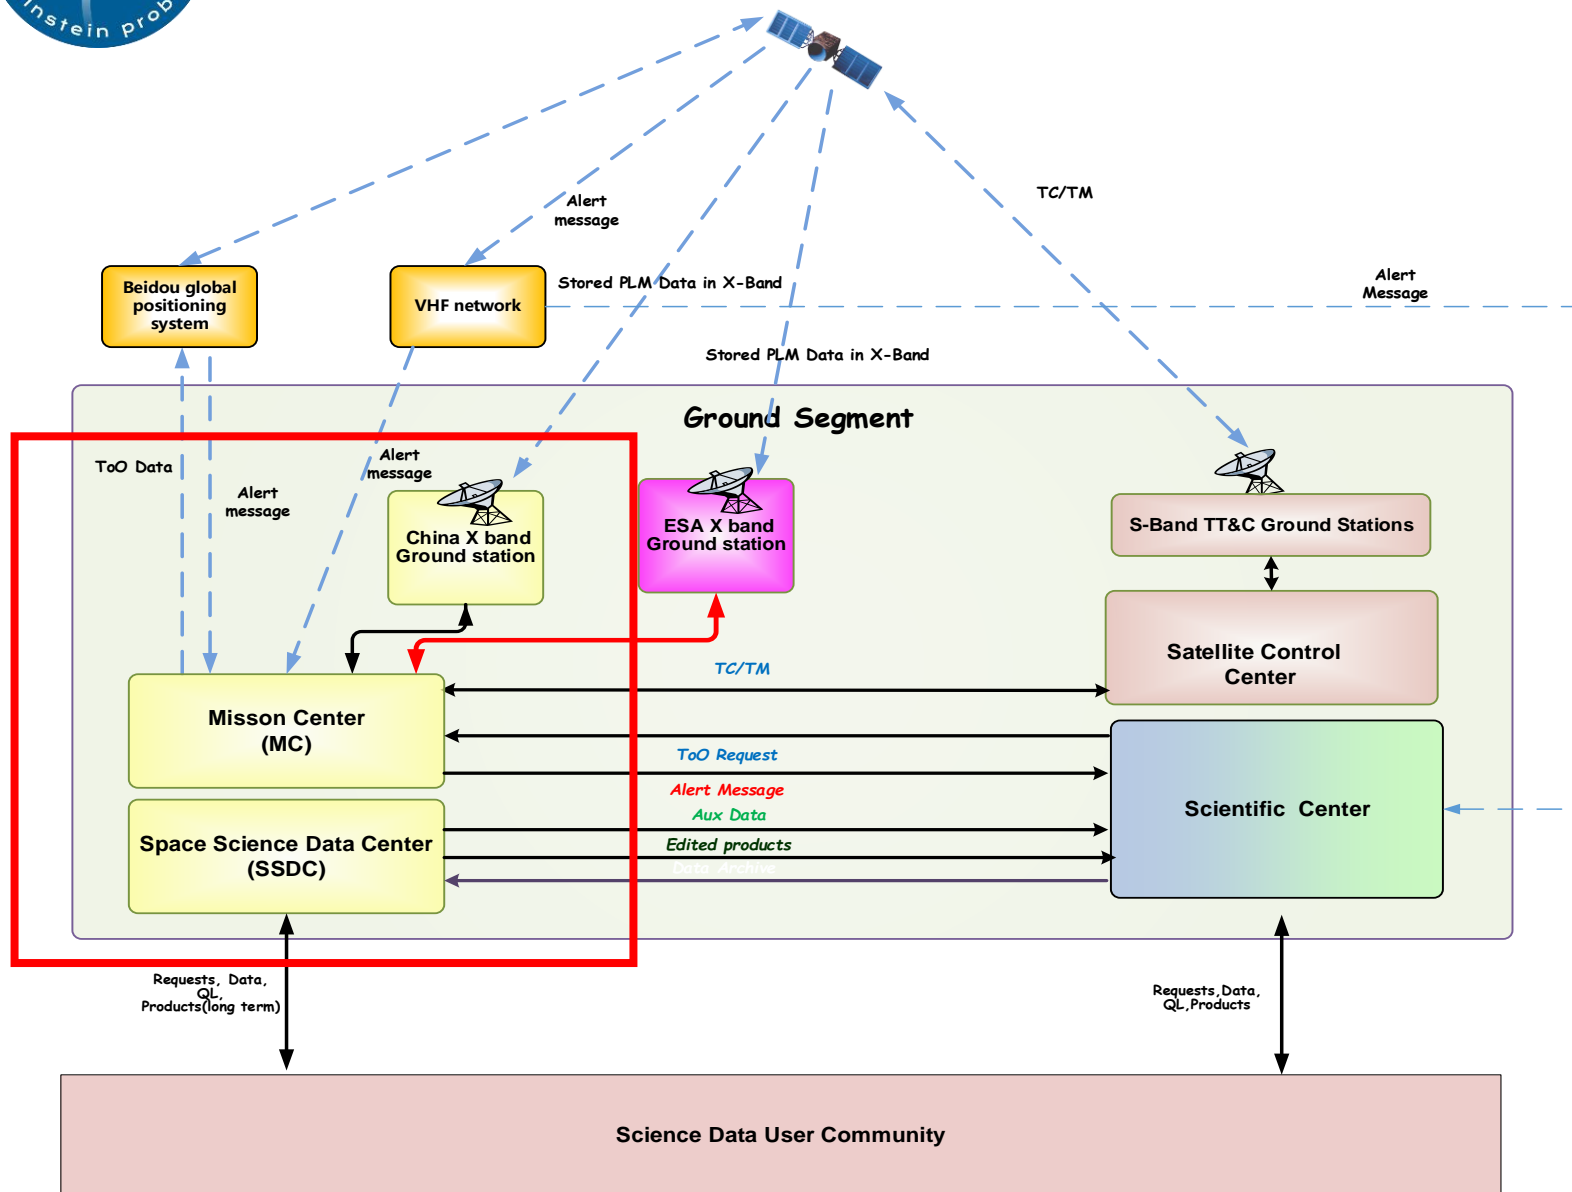 instein prob
Alert
message
TC/TM
Beidou global
positioning
system
VHF network
Stored PLM Data in X-Band
Alert
Message
Stored PLM Data in X-Band
Ground Segment
ToO Data
Alert
message
Alert
message
China X band
Ground station
ESA X band
Ground station
S-Band TT&C Ground Stations
Satellite Control
Center
TC/TM
Misson Center
(MC)
ToO Request
Alert Message
Aux Data
Edited products
Data Archive
Scientific Center
Space Science Data Center
(SSDC)
Requests, Data,
QL,
Products(long term)
Requests,Data,
QL,Products
Science Data User Community